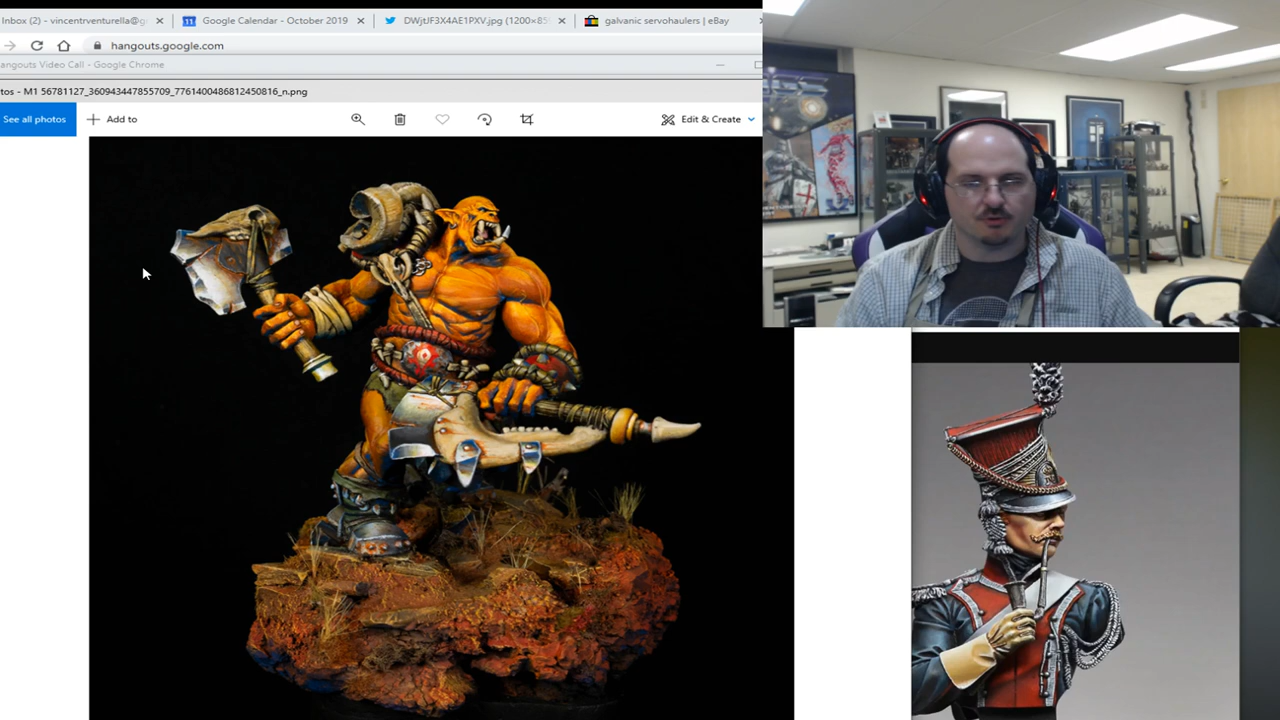 Inbox (2) - vincentrventurella@g
Google Calendar - October 2019
DWjtJF3X4AE1PXV.jpg (1200×85
galvanic servohaulers | eBay
hangouts.google.com
angouts Video Call - Google Chrome
tos - M1 56781127_360943447855709_7761400486812450816_n.png
See all photos
Add to
Edit & Create